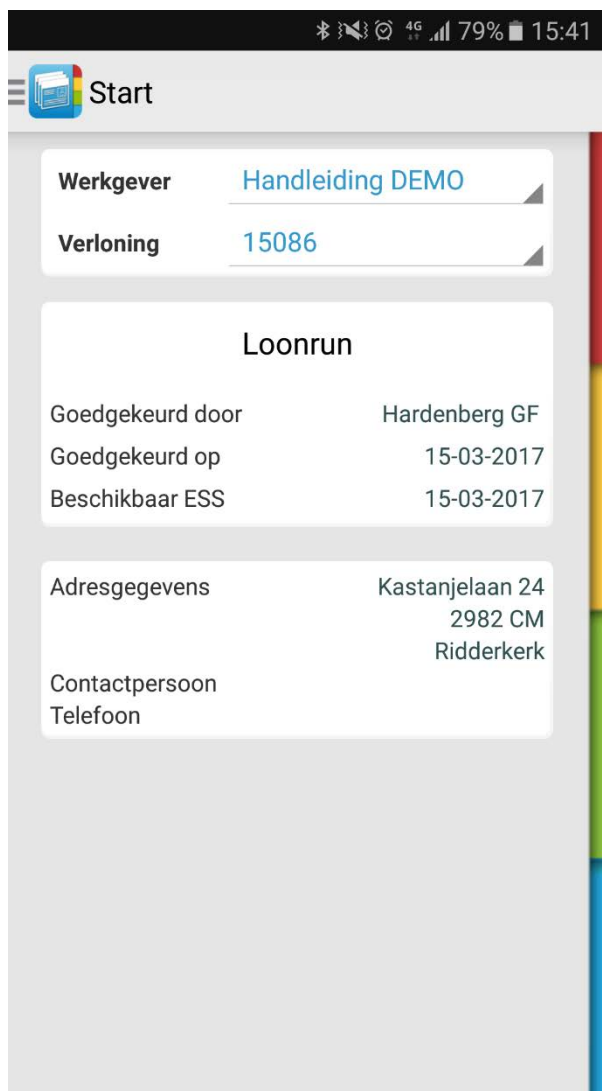 4G 79% 15:41
Start
Werkgever Handleiding DEMO
Verloning 15086
Loonrun
Goedgekeurd door Hardenberg GF
Goedgekeurd op 15-03-2017
Beschikbaar ESS 15-03-2017
Adresgegevens Kastanjelaan 24
2982 CM
Ridderkerk
Contactpersoon
Telefoon